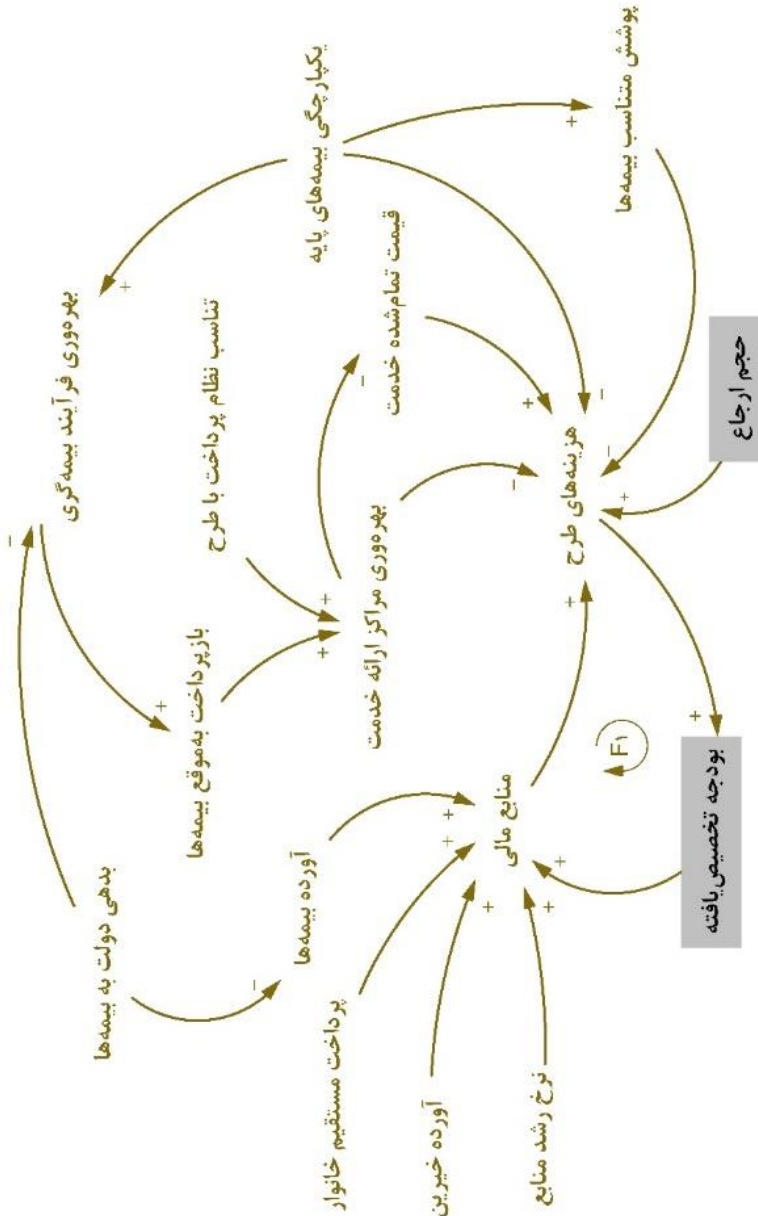 بهره‌وری فرآیند بیمه‌گری
بدهی دولت به بیمه‌ها
بازپرداخت به‌موقع بیمه‌ها
تناسب نظام پرداخت با طرح
یکپارچگی بیمه‌های پایه
آورده بیمه‌ها
پرداخت مستقیم خانوار
بهره‌وری مراکز ارائه خدمت
قیمت تمام‌شده خدمت
آورده خیرین
منابع مالی
نرخ رشد منابع
هزینه‌های طرح
پوشش متناسب بیمه‌ها
F۱
بودجه تخصیص‌یافته
حجم ارجاع